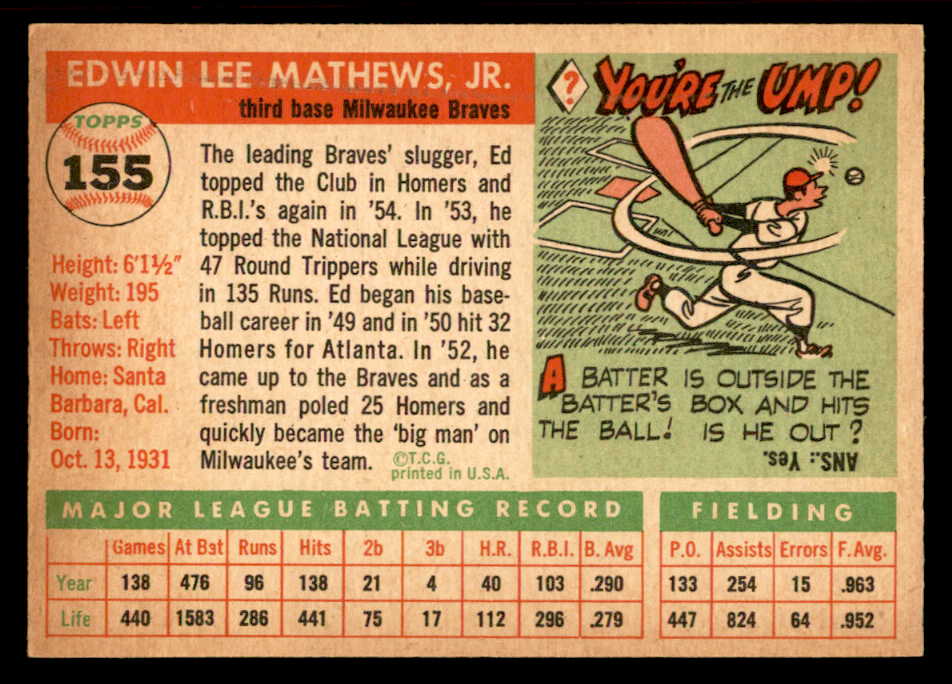 EDWIN LEE MATHEWS, JR.
third base Milwaukee Braves
TOPPS
155
Height: 6'1½"
Weight: 195
Bats: Left
Throws: Right
Home: Santa
Barbara, Cal.
Born:
Oct. 13, 1931
The leading Braves' slugger, Ed
topped the Club in Homers and
R.B.I.'s again in '54. In '53, he
topped the National League with
47 Round Trippers while driving
in 135 Runs. Ed began his base-
ball career in '49 and in '50 hit 32
Homers for Atlanta. In '52, he
came up to the Braves and as a
freshman poled 25 Homers and
quickly became the 'big man' on
Milwaukee's team.
©T.C.G.
printed in U.S.A.
?
YOU'RE THE UMP!
A BATTER IS OUTSIDE THE
BATTER'S BOX AND HITS
THE BALL! IS HE OUT?
ANS.: Yes.
MAJOR LEAGUE BATTING RECORD
Games At Bat Runs Hits 2b 3b H.R. R.B.I. B. Avg
Year 138 476 96 138 21 4 40 103 .290
Life 440 1583 286 441 75 17 112 296 .279
FIELDING
P.O. Assists Errors F. Avg.
133 254 15 .963
447 824 64 .952